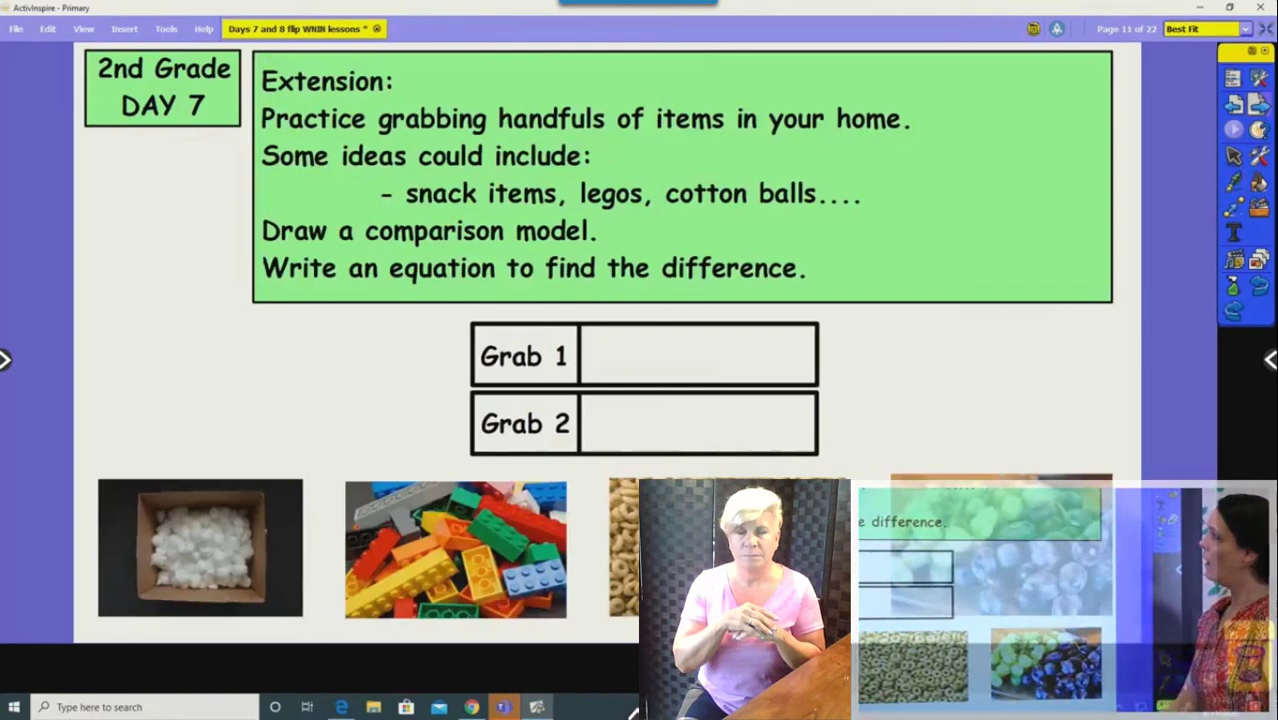 ActivInspire - Primary
File Edit View Insert Tools Help Days 7 and 8 flip WNIN lessons * Page 11 of 22 Best Fit
2nd Grade
DAY 7
Extension:
Practice grabbing handfuls of items in your home.
Some ideas could include:
- snack items, legos, cotton balls....
Draw a comparison model.
Write an equation to find the difference.
Grab 1
Grab 2
e difference.
Type here to search